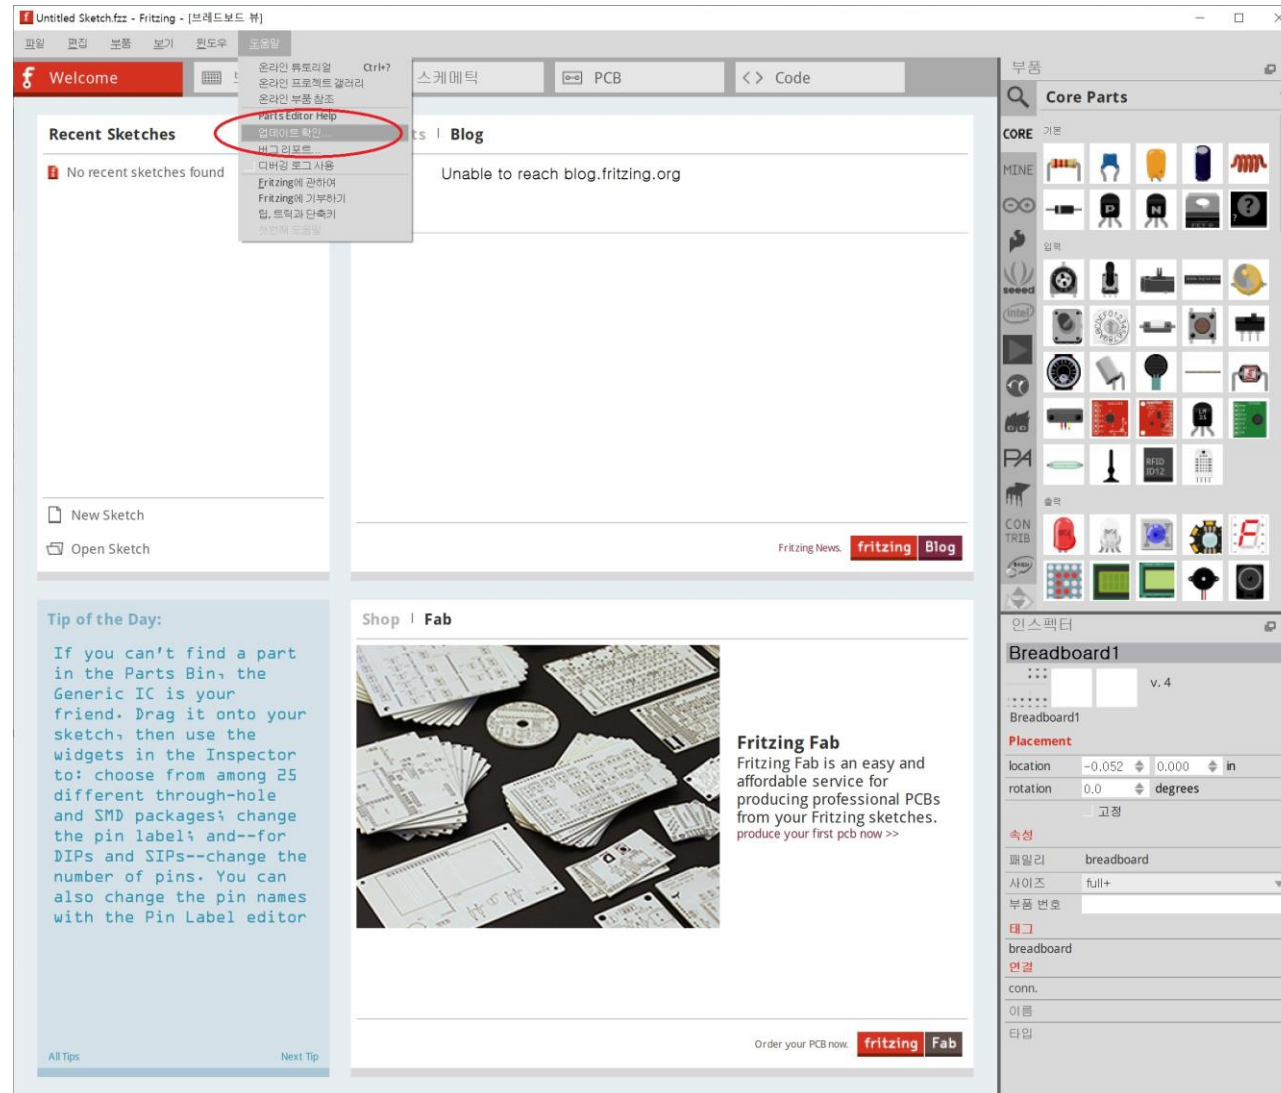 Untitled Sketch.fzz - Fritzing - [브레드보드 뷰]
파일 편집 부품 보기 윈도우 도움말
Welcome
스케메틱
PCB
<> Code
온라인 튜토리얼 Ctrl+?
온라인 프로젝트 갤러리
온라인 부품 참조
Parts Editor Help
업데이트 확인...
버그 리포트...
디버깅 로그 사용
Fritzing에 관하여
Fritzing에 기부하기
팁, 트릭과 단축키
첫번째 도움말
Recent Sketches
No recent sketches found
New Sketch
Open Sketch
ts | Blog
Unable to reach blog.fritzing.org
Fritzing News. fritzing Blog
Tip of the Day:
If you can't find a part
in the Parts Bin, the
Generic IC is your
friend. Drag it onto your
sketch, then use the
widgets in the Inspector
to: choose from among 25
different through-hole
and SMD packages; change
the pin label; and--for
DIPs and SIPs--change the
number of pins. You can
also change the pin names
with the Pin Label editor
All Tips Next Tip
Shop | Fab
Fritzing Fab
Fritzing Fab is an easy and
affordable service for
producing professional PCBs
from your Fritzing sketches.
produce your first pcb now >>
Order your PCB now. fritzing Fab
부품
Core Parts
CORE
MINE
seeed
intel
PA
CON
TRIB
기본
P
N
?
입력
RFID
ID12
출력
인스펙터
Breadboard1
v. 4
Breadboard1
Placement
location -0.052 0.000 in
rotation 0.0 degrees
고정
속성
패밀리 breadboard
사이즈 full+
부품 번호
태그
breadboard
연결
conn.
이름
타입